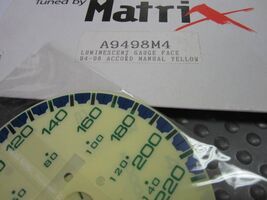 Tuned by
MatriX
A9498M4
LUMINESCENT GAUGE FACE
94-98 ACCORD MANUAL YELLOW
120 140 160 180 200 220
80 100 120 140